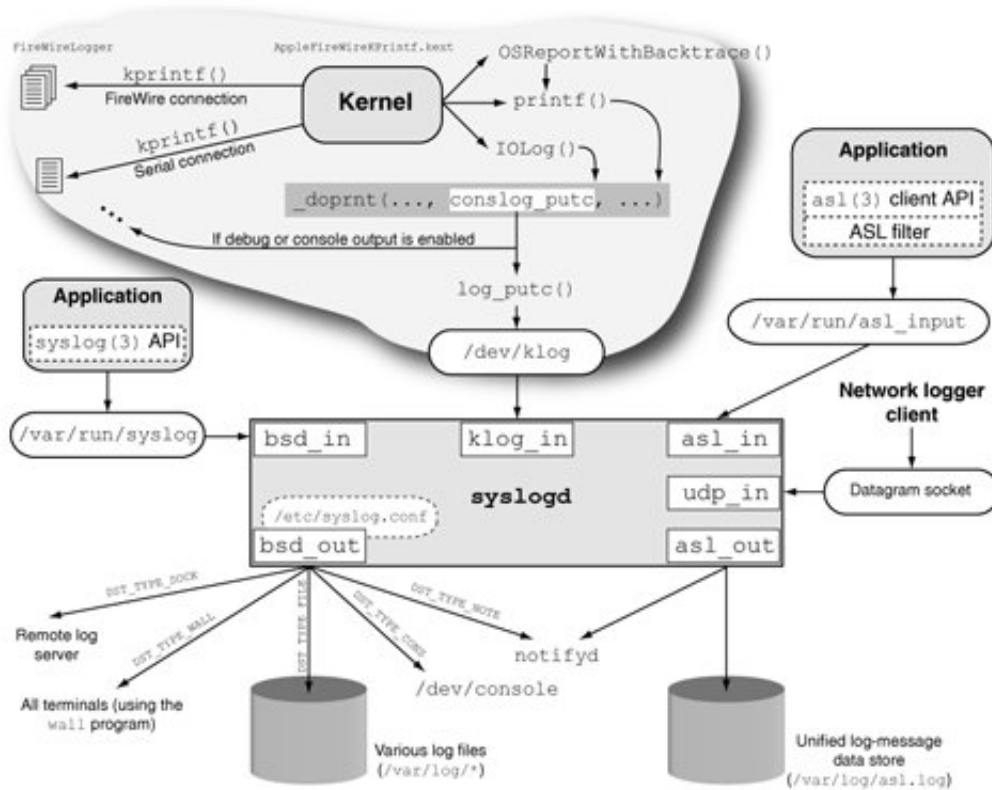 FireWireLogger
AppleFireWireKPrintf.kext
OSReportWithBacktrace()
kprintf()
FireWire connection
Kernel
printf()
kprintf()
Serial connection
IOLog()
Application
asl(3) client API
ASL filter
_doprnt(..., conslog_putc, ...)
...
If debug or console output is enabled
log_putc()
Application
syslog(3) API
/var/run/asl_input
/dev/klog
Network logger
client
/var/run/syslog
bsd_in
klog_in
asl_in
syslogd
udp_in
Datagram socket
/etc/syslog.conf
bsd_out
asl_out
DST_TYPE_SOCK
DST_TYPE_WALL
DST_TYPE_FILE
DST_TYPE_CONS
DST_TYPE_NOTE
Remote log
server
notifyd
/dev/console
All terminals (using the
wall program)
Various log files
(/var/log/*)
Unified log-message
data store
(/var/log/asl.log)